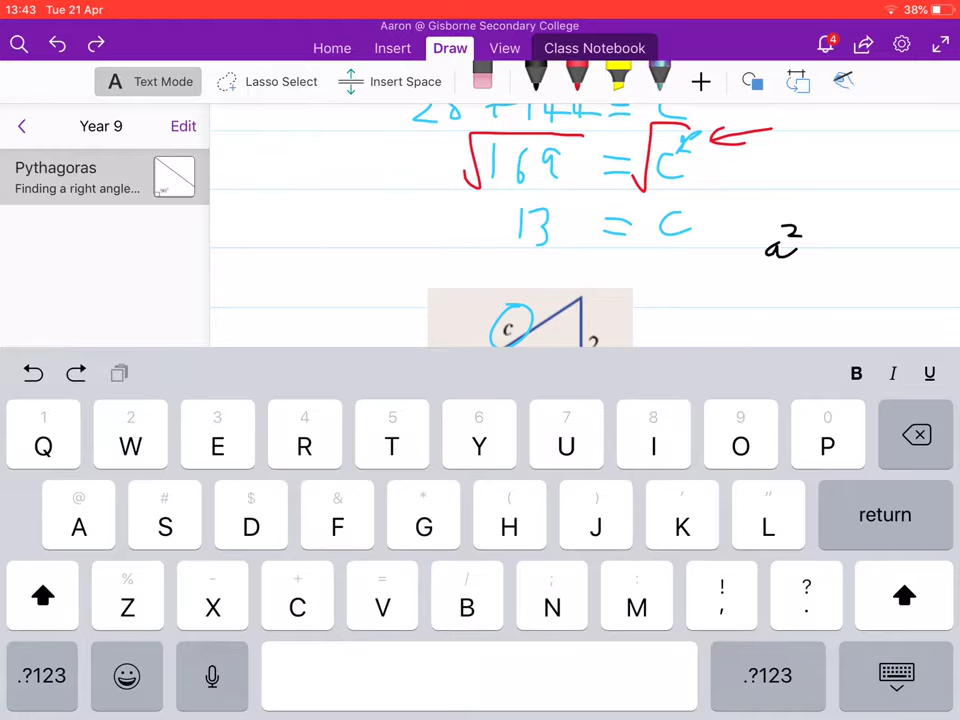 13:43 Tue 21 Apr 38%
Aaron @ Gisborne Secondary College
Home Insert Draw View Class Notebook 4
A Text Mode Lasso Select Insert Space
Year 9 Edit
Pythagoras
Finding a right angle...
√169 = √c²
13 = c
a²
c
2
B I U
1 2 3 4 5 6 7 8 9 0
Q W E R T Y U I O P
@ # $ & * ( ) ' "
A S D F G H J K L return
% - + = / ; : ! ?
Z X C V B N M , .
.?123 .?123